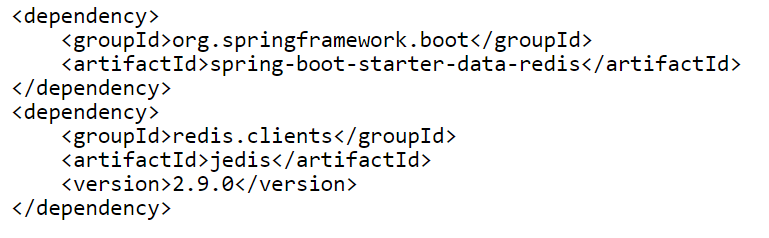 <dependency>
    <groupId>org.springframework.boot</groupId>
    <artifactId>spring-boot-starter-data-redis</artifactId>
</dependency>
<dependency>
    <groupId>redis.clients</groupId>
    <artifactId>jedis</artifactId>
    <version>2.9.0</version>
</dependency>